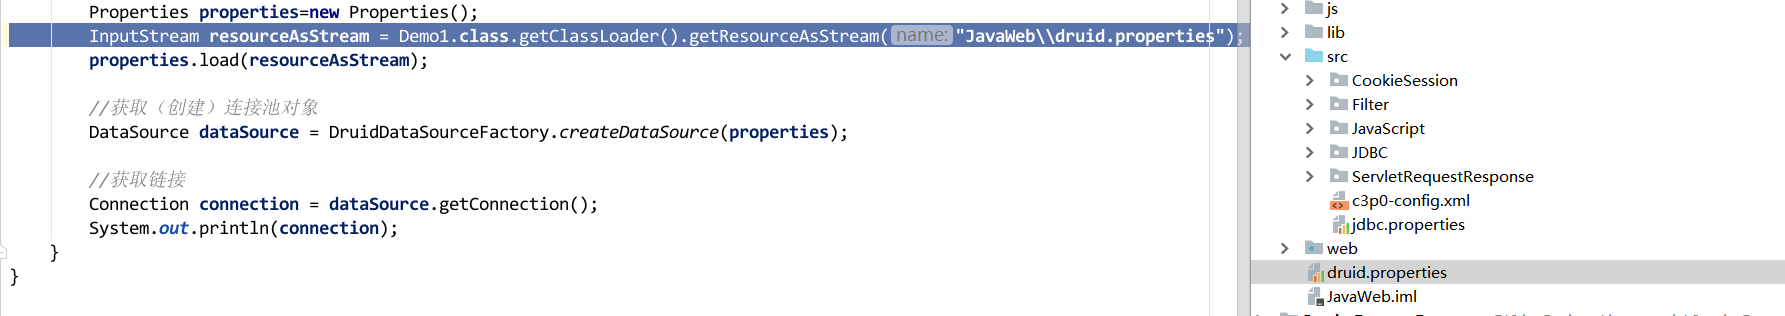 Properties properties=new Properties();
InputStream resourceAsStream = Demo1.class.getClassLoader().getResourceAsStream( name: "JavaWeb\\druid.properties");
properties.load(resourceAsStream);
//获取（创建）连接池对象
DataSource dataSource = DruidDataSourceFactory.createDataSource(properties);
//获取链接
Connection connection = dataSource.getConnection();
System.out.println(connection);
}
}
js
lib
src
CookieSession
Filter
JavaScript
JDBC
ServletRequestResponse
c3p0-config.xml
jdbc.properties
web
druid.properties
JavaWeb.iml